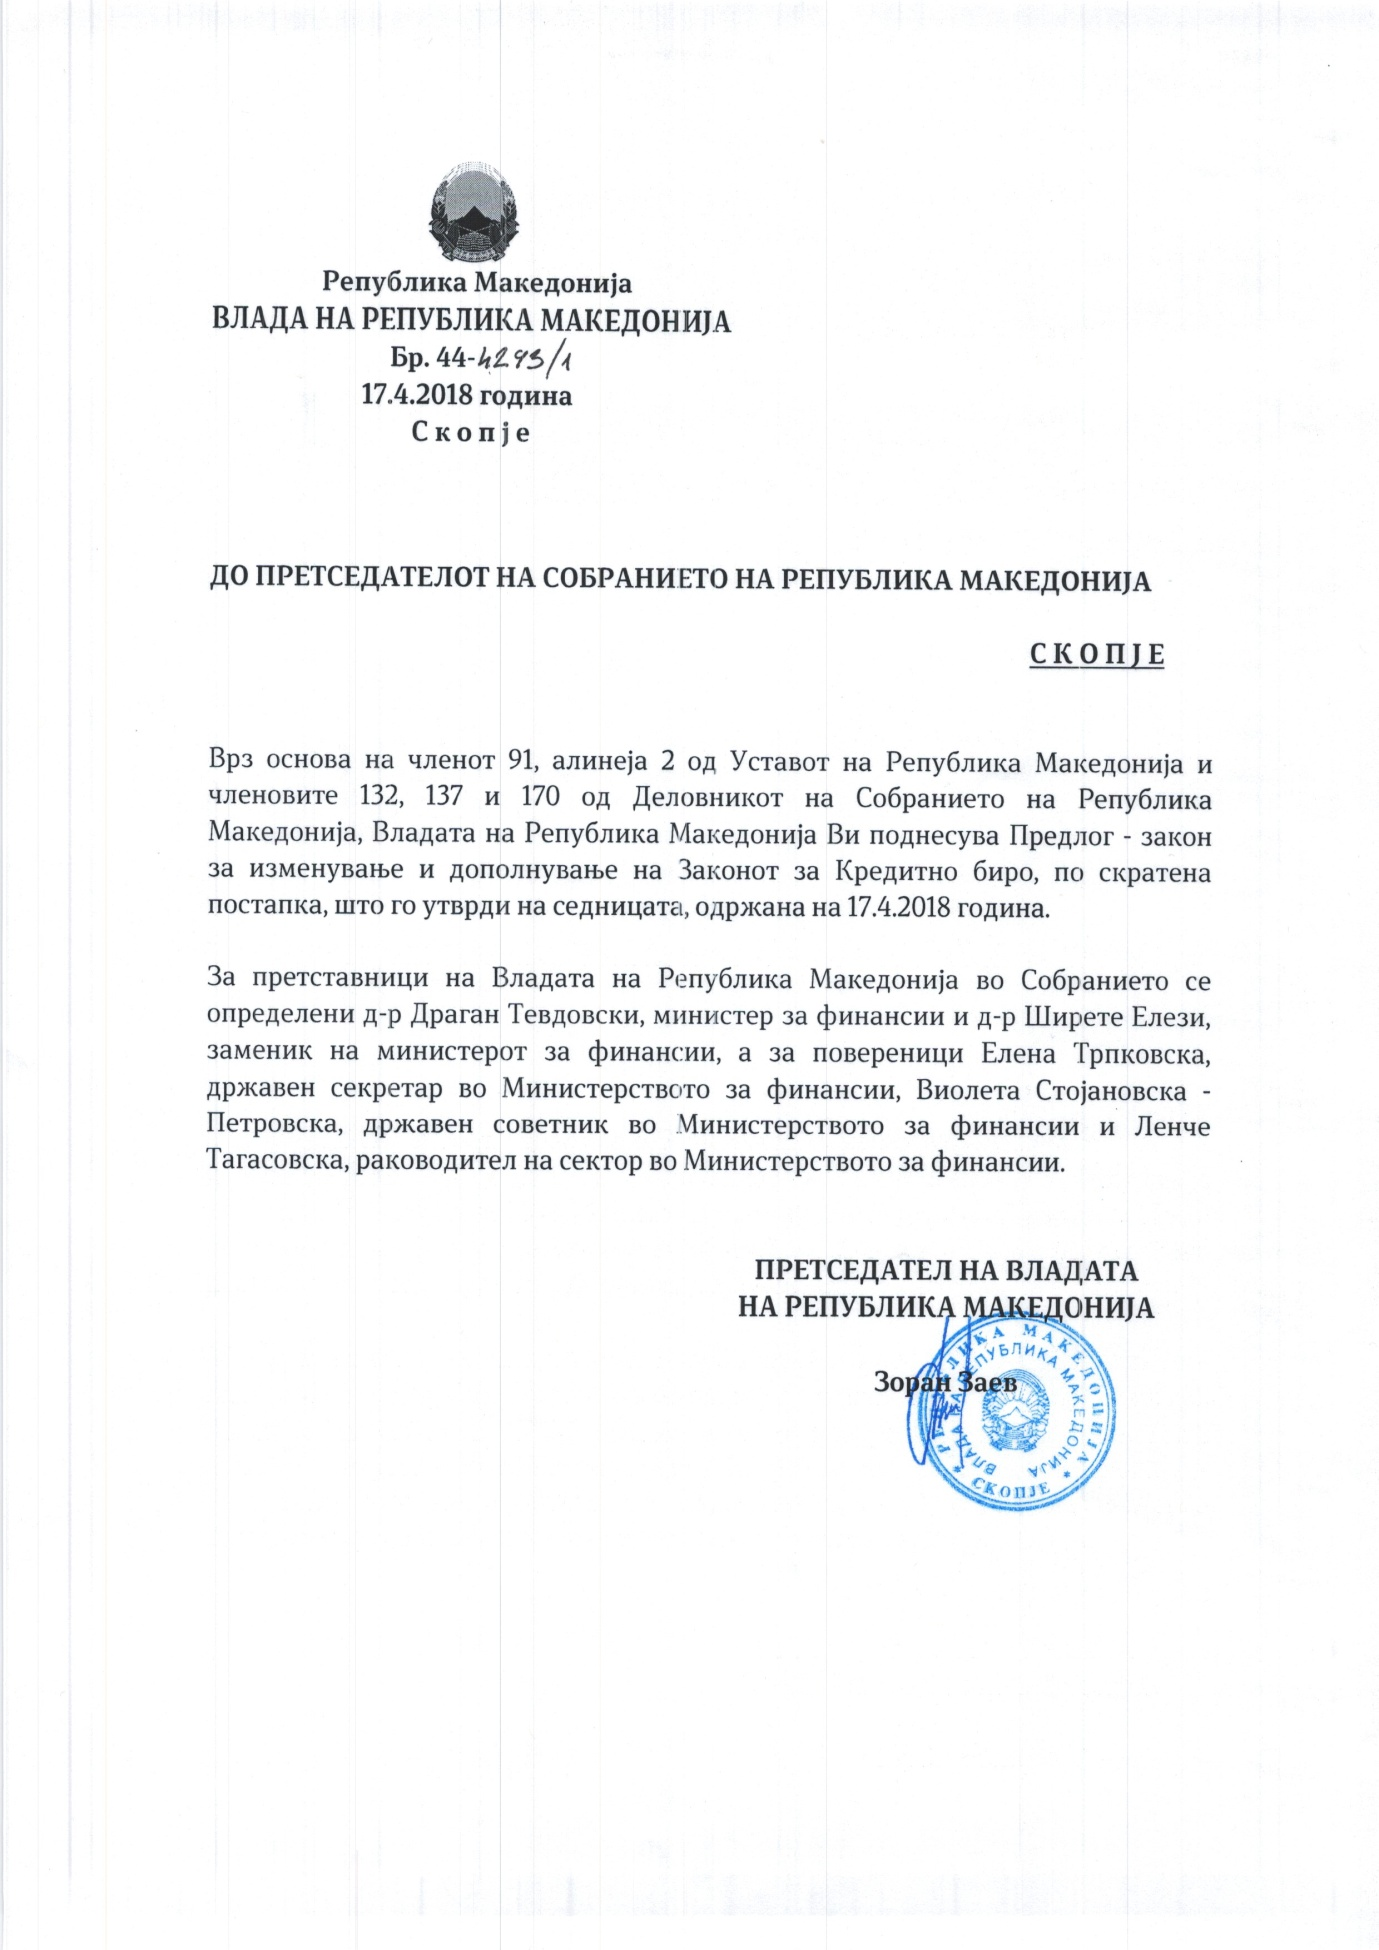 Република Македонија
ВЛАДА НА РЕПУБЛИКА МАКЕДОНИЈА
Бр. 44-4293/1
17.4.2018 година
С к о п ј е
ДО ПРЕТСЕДАТЕЛОТ НА СОБРАНИЕТО НА РЕПУБЛИКА МАКЕДОНИЈА
С К О П Ј Е
Врз основа на членот 91, алинеја 2 од Уставот на Република Македонија и
членовите 132, 137 и 170 од Деловникот на Собранието на Република
Македонија, Владата на Република Македонија Ви поднесува Предлог - закон
за изменување и дополнување на Законот за Кредитно биро, по скратена
постапка, што го утврди на седницата, одржана на 17.4.2018 година.
За претставници на Владата на Република Македонија во Собранието се
определени д-р Драган Тевдовски, министер за финансии и д-р Ширете Елези,
заменик на министерот за финансии, а за повереници Елена Трпковска,
државен секретар во Министерството за финансии, Виолета Стојановска -
Петровска, државен советник во Министерството за финансии и Ленче
Тагасовска, раководител на сектор во Министерството за финансии.
ПРЕТСЕДАТЕЛ НА ВЛАДАТА
НА РЕПУБЛИКА МАКЕДОНИЈА
Зоран Заев
РЕПУБЛИКА МАКЕДОНИЈА
ВЛАДА НА РЕПУБЛИКА МАКЕДОНИЈА
* СКОПЈЕ *